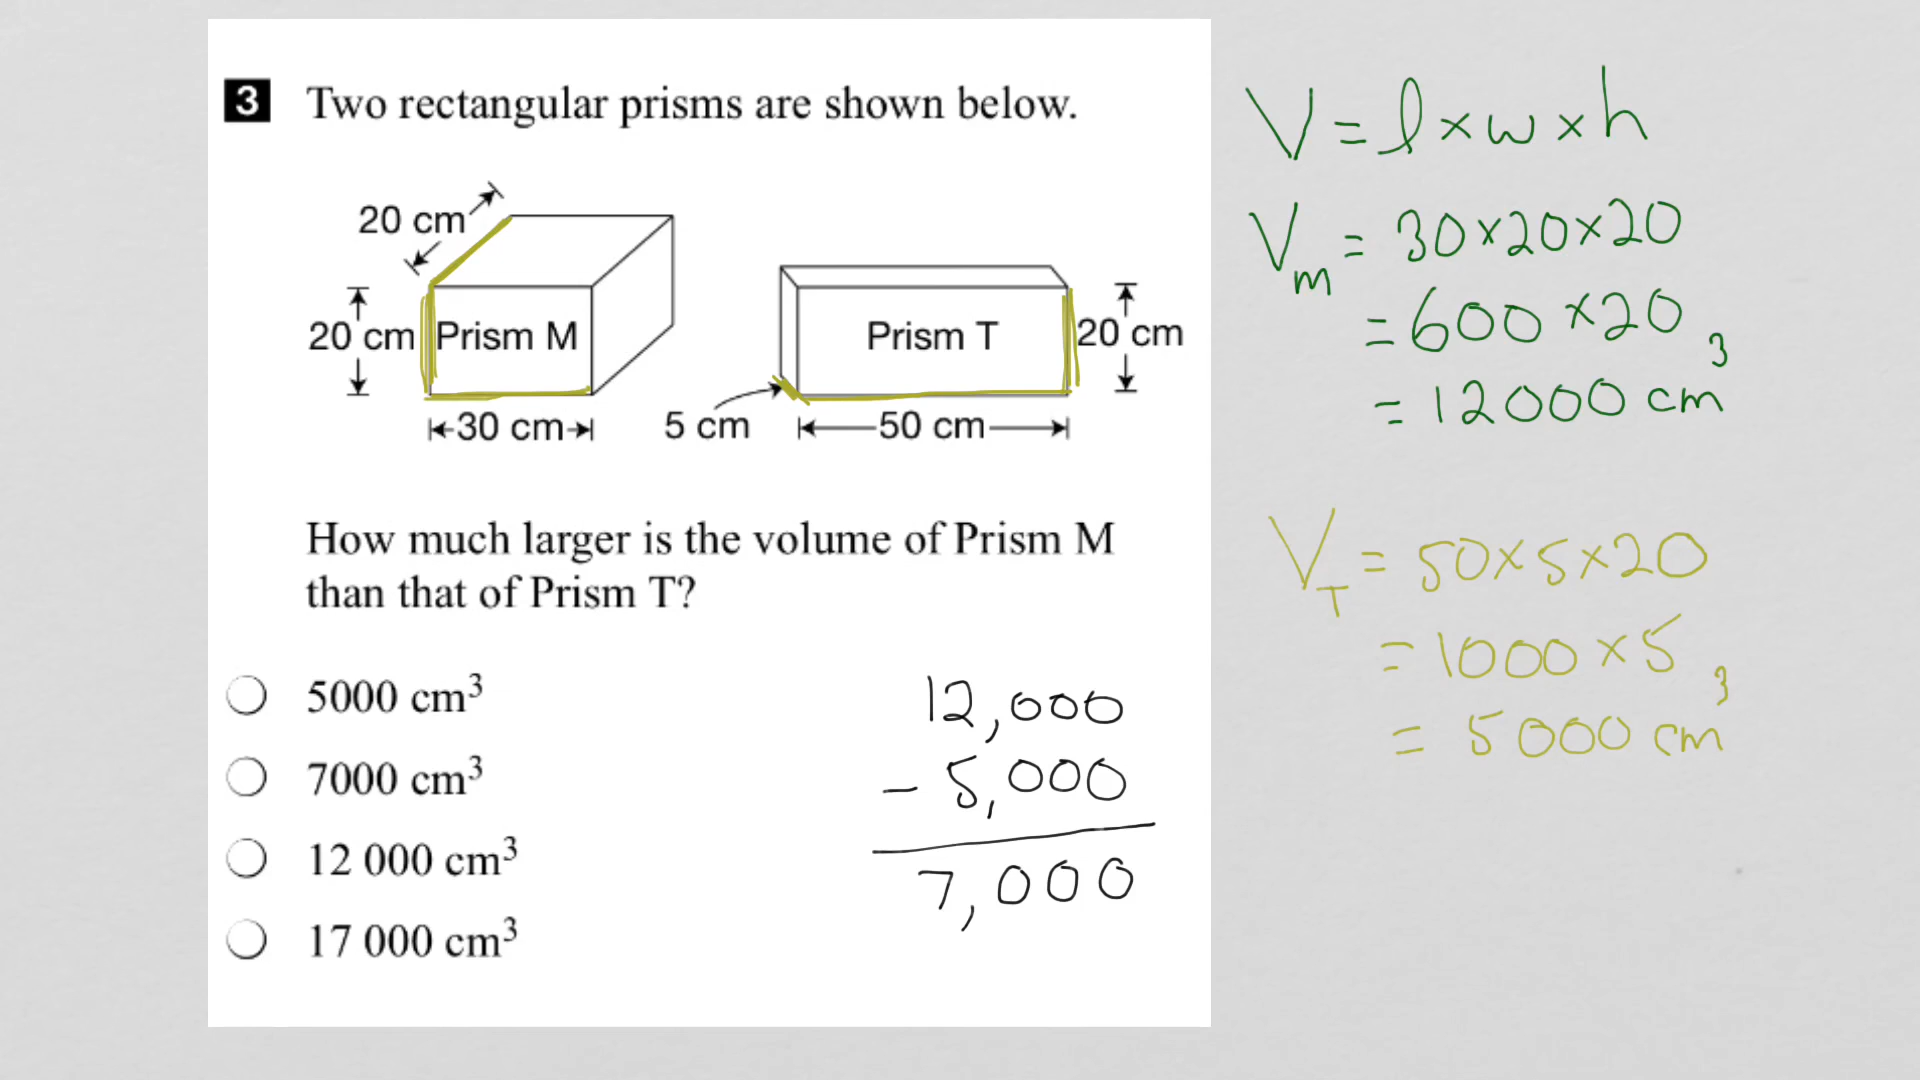 3 Two rectangular prisms are shown below.
20 cm
20 cm
Prism M
30 cm
Prism T
20 cm
5 cm
50 cm
How much larger is the volume of Prism M
than that of Prism T?
5000 cm³
7000 cm³
12 000 cm³
17 000 cm³
12,000
- 5,000
7,000
V = l × w × h
Vm = 30×20×20
= 600 ×20
= 12000 cm³
VT = 50×5×20
= 1000×5
= 5000 cm³